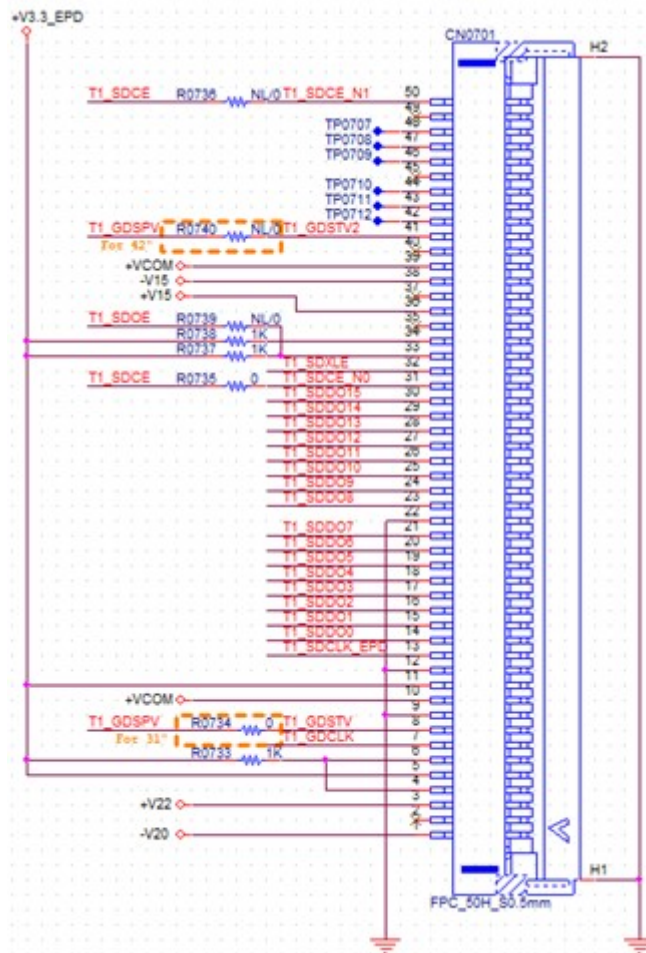 +V3.3_EPD
CN0701
H2
T1_SDCE R0736 NL/0 T1_SDCE_N1 50
49
TP0707 48
TP0708 47
TP0709 46
45
TP0710 44
TP0711 43
TP0712 42
T1_GDSPV R0740 NL/0 T1_GDSTV2 41
For 42"
40
+VCOM 39
-V15 38
37
+V15 36
T1_SDOE R0739 NL/0 35
R0738 1K 34
R0737 1K 33
T1_SDXLE 32
T1_SDCE R0735 0 T1_SDCE_N0 31
T1_SDDO15 30
T1_SDDO14 29
T1_SDDO13 28
T1_SDDO12 27
T1_SDDO11 26
T1_SDDO10 25
T1_SDDO9 24
T1_SDDO8 23
22
T1_SDDO7 21
T1_SDDO6 20
T1_SDDO5 19
T1_SDDO4 18
T1_SDDO3 17
T1_SDDO2 16
T1_SDDO1 15
T1_SDDO0 14
T1_SDCLK_EPD 13
12
11
+VCOM 10
9
T1_GDSPV R0734 0 T1_GDSTV 8
For 31" T1_GDCLK 7
R0733 1K 6
5
4
+V22 3
2
-V20
H1
FPC_50H_S0.5mm